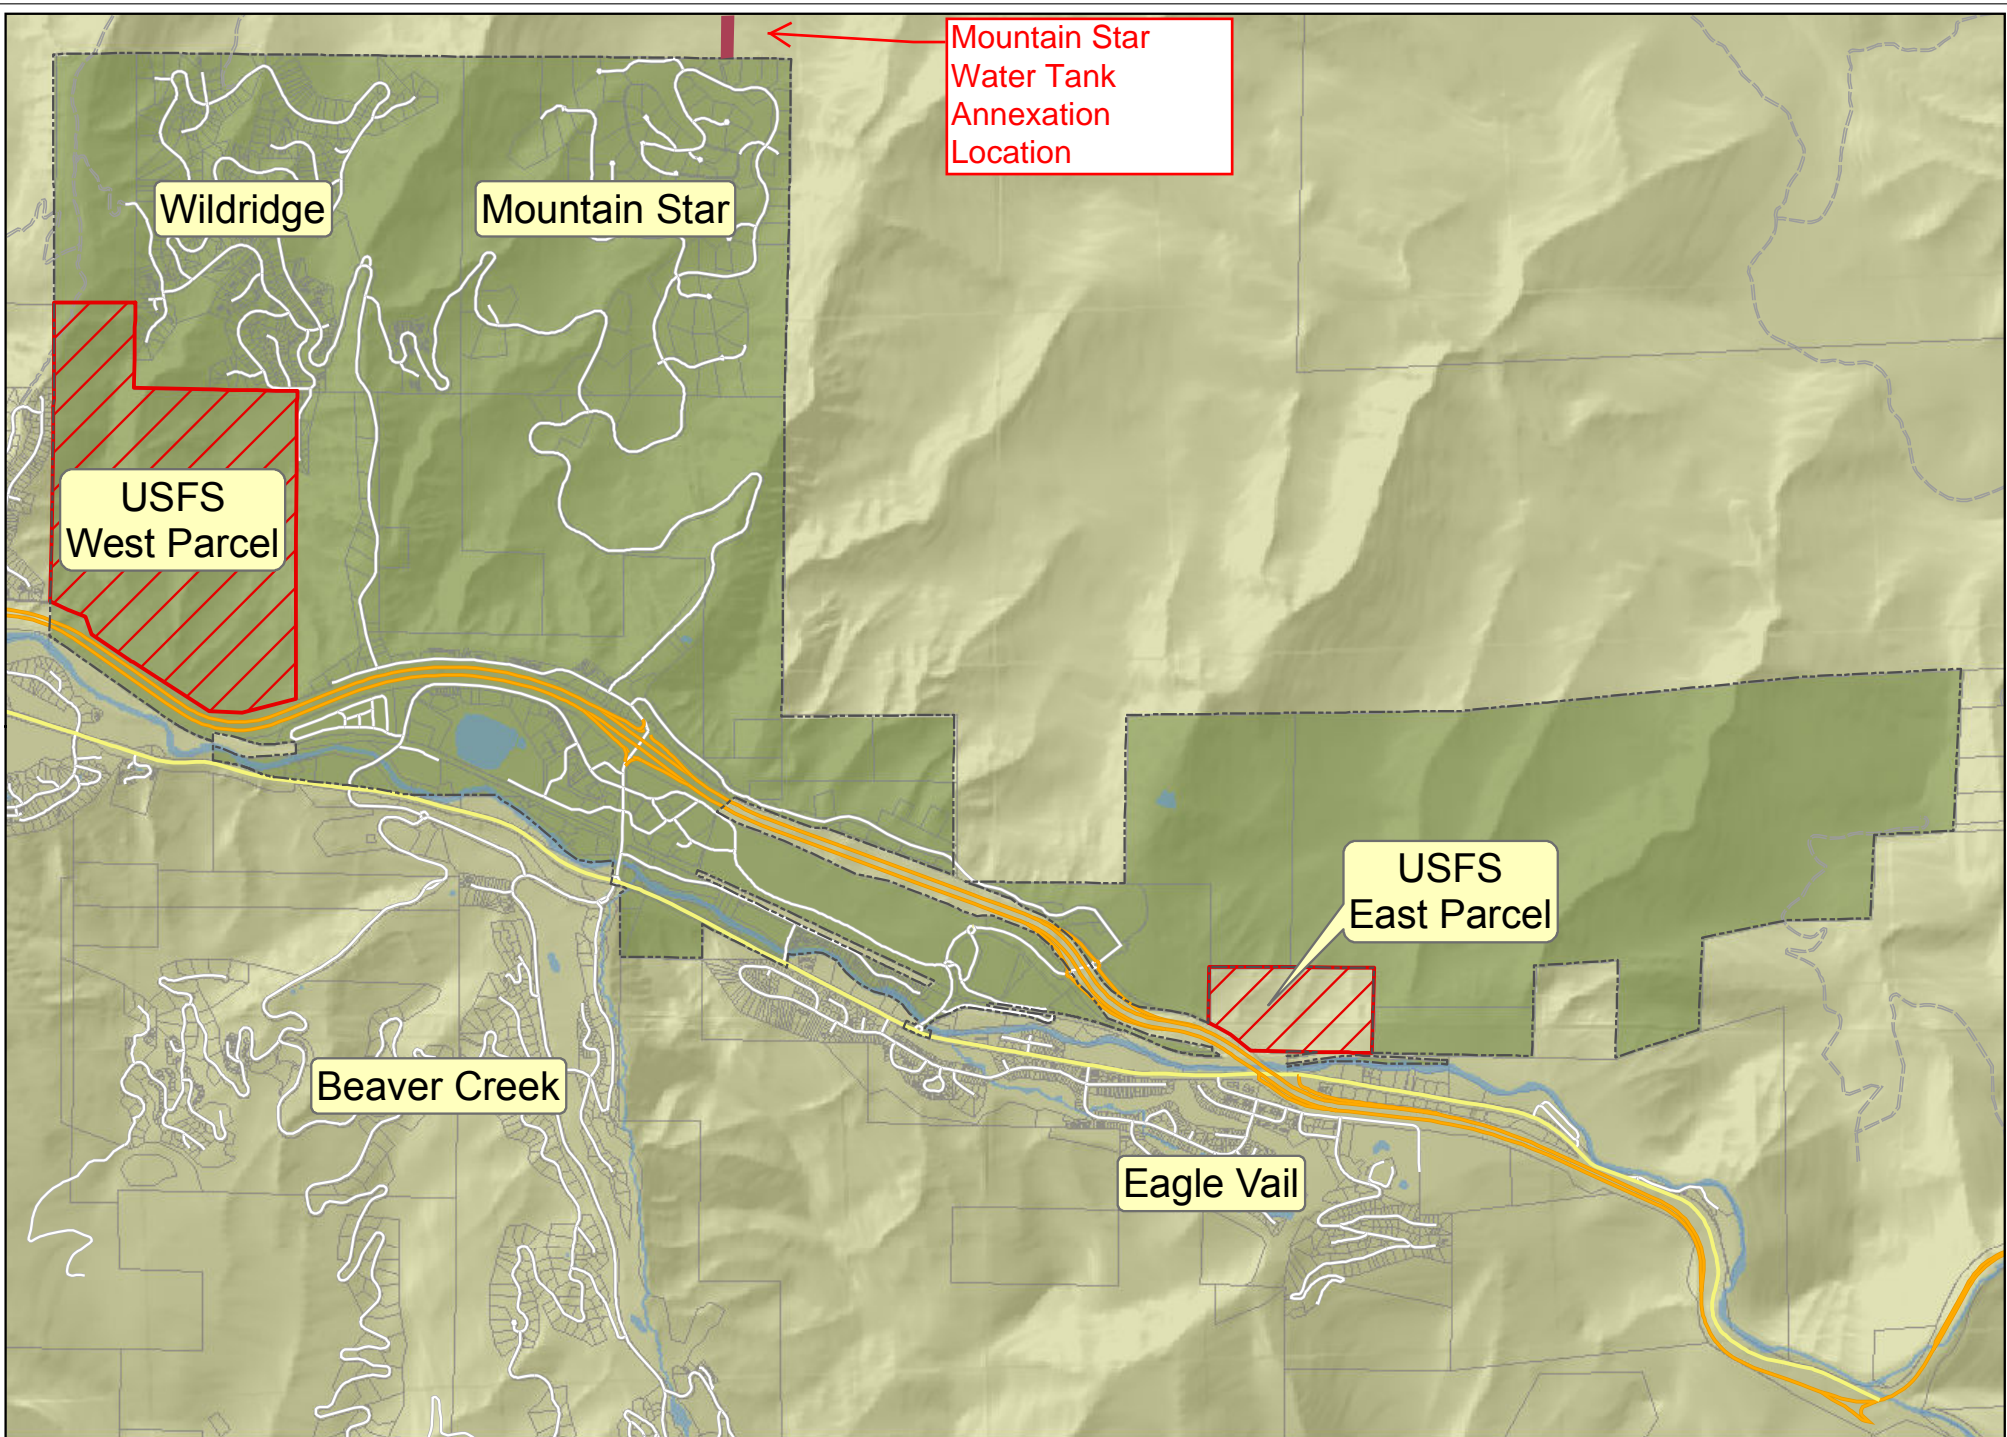 Mountain Star
Water Tank
Annexation
Location
Wildridge
Mountain Star
USFS
West Parcel
USFS
East Parcel
Beaver Creek
Eagle Vail